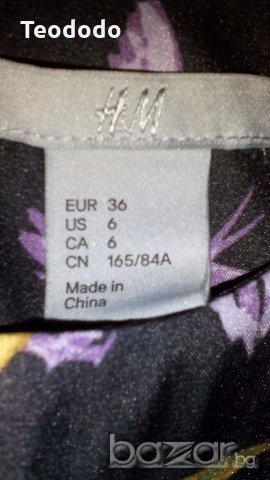 Teododo
H&M
EUR 36
US 6
CA 6
CN 165/84A
Made in
China
bazar.bg